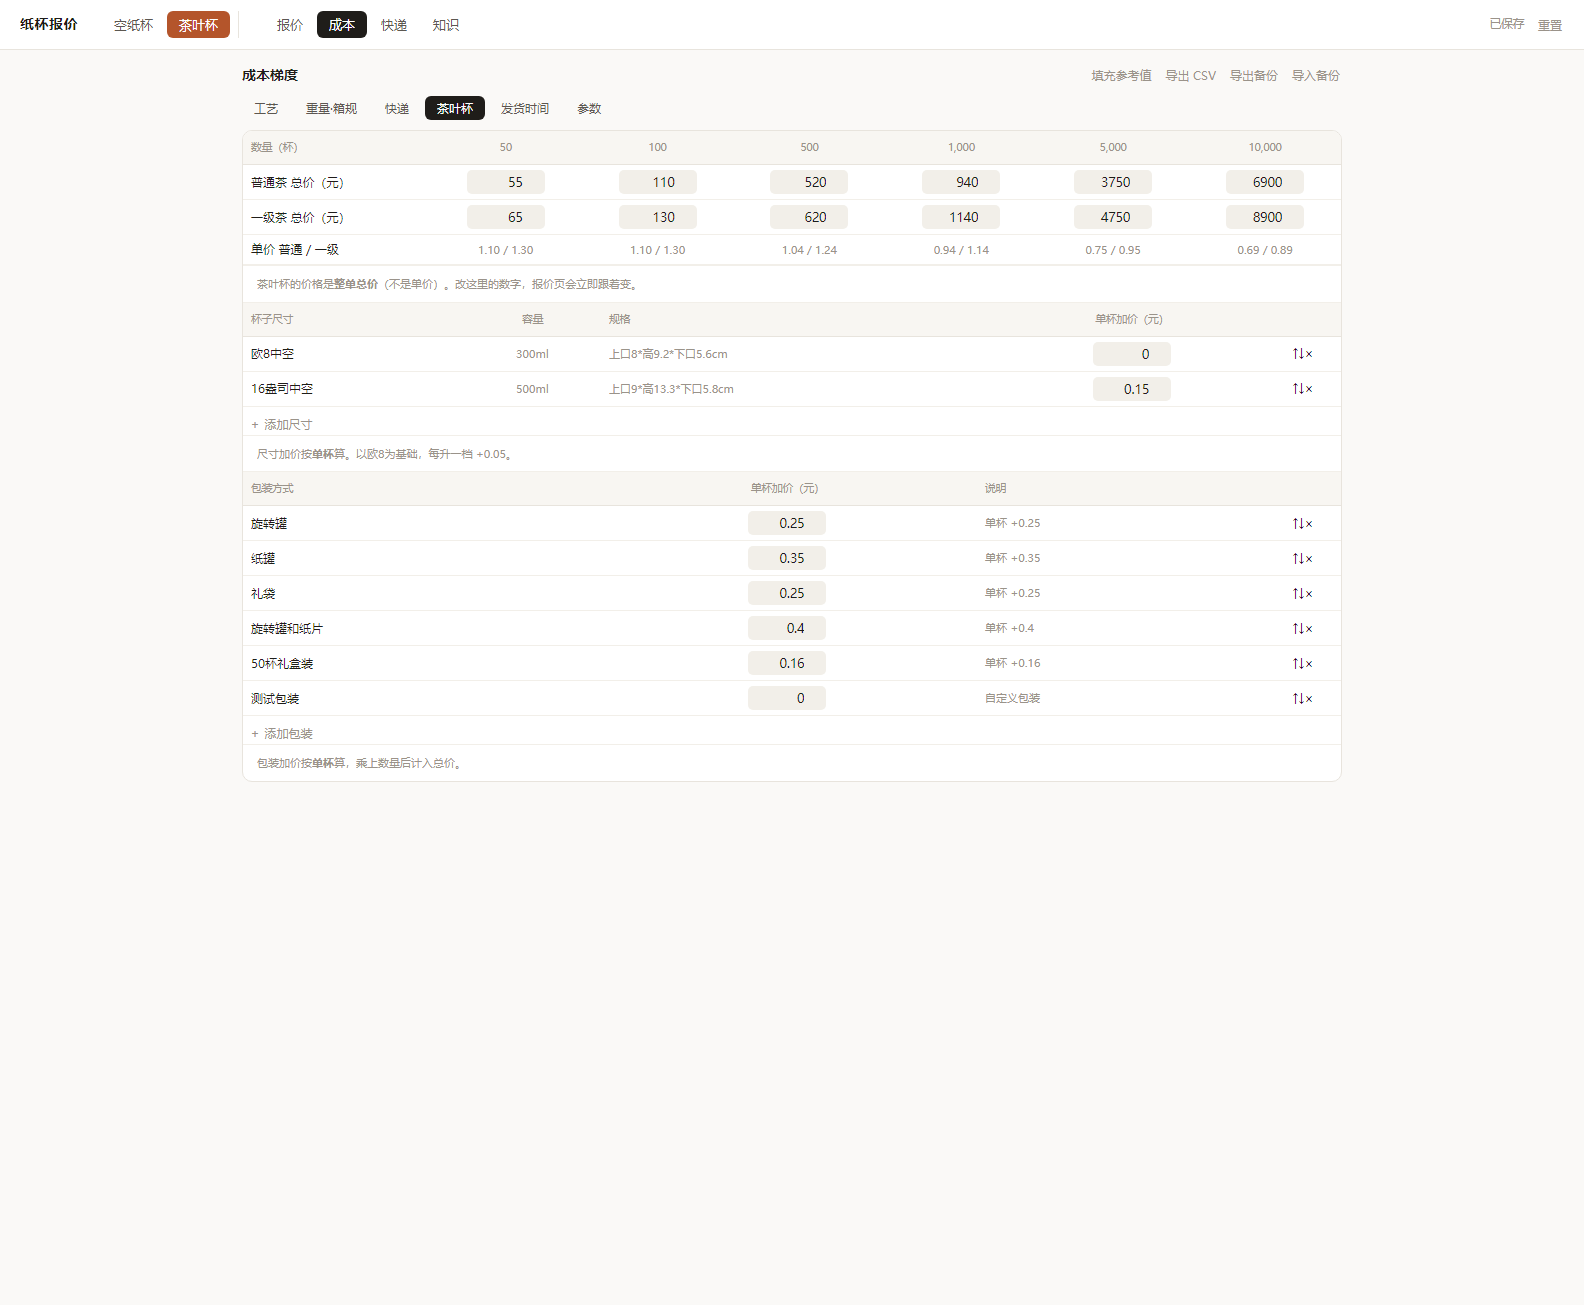 纸杯报价 空纸杯 茶叶杯 报价 成本 快递 知识 已保存 重置
成本梯度 填充参考值 导出 CSV 导出备份 导入备份
工艺 重量·箱规 快递 茶叶杯 发货时间 参数
数量（杯） 50 100 500 1,000 5,000 10,000
普通茶 总价（元） 55 110 520 940 3750 6900
一级茶 总价（元） 65 130 620 1140 4750 8900
单价 普通 / 一级 1.10 / 1.30 1.10 / 1.30 1.04 / 1.24 0.94 / 1.14 0.75 / 0.95 0.69 / 0.89
茶叶杯的价格是整单总价（不是单价）。改这里的数字，报价页会立即跟着变。
杯子尺寸 容量 规格 单杯加价（元）
欧8中空 300ml 上口8*高9.2*下口5.6cm 0 ↑↓×
16盎司中空 500ml 上口9*高13.3*下口5.8cm 0.15 ↑↓×
+ 添加尺寸
尺寸加价按单杯算。以欧8为基础，每升一档 +0.05。
包装方式 单杯加价（元） 说明
旋转罐 0.25 单杯 +0.25 ↑↓×
纸罐 0.35 单杯 +0.35 ↑↓×
礼袋 0.25 单杯 +0.25 ↑↓×
旋转罐和纸片 0.4 单杯 +0.4 ↑↓×
50杯礼盒装 0.16 单杯 +0.16 ↑↓×
测试包装 0 自定义包装 ↑↓×
+ 添加包装
包装加价按单杯算，乘上数量后计入总价。